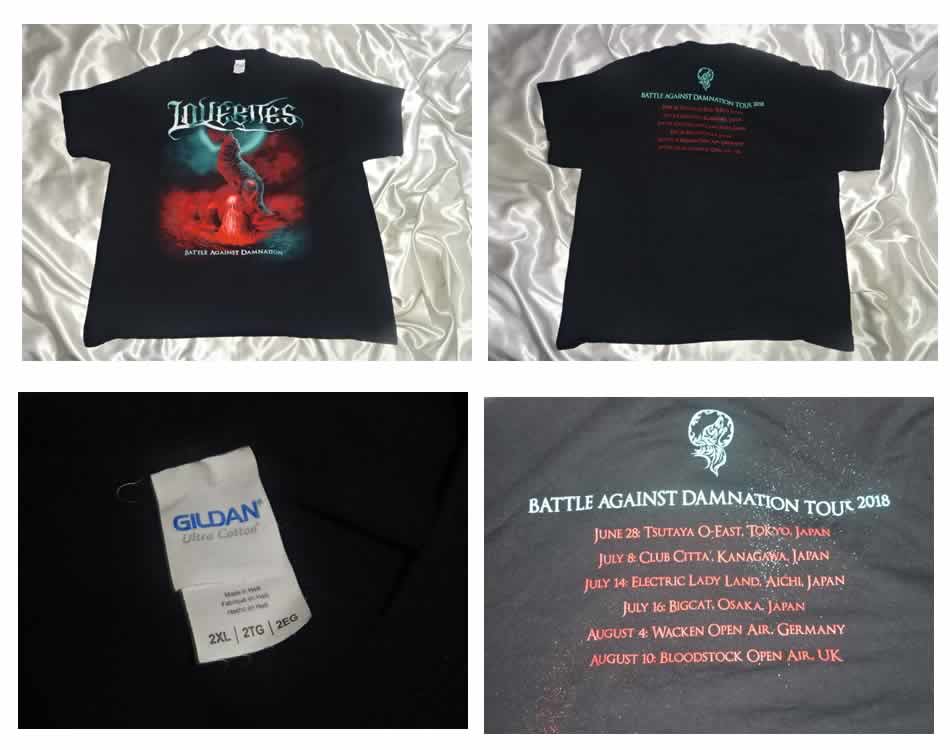 LOVEBITES
BATTLE AGAINST DAMNATION
BATTLE AGAINST DAMNATION TOUR 2018
GILDAN®
Ultra Cotton®
Made in Haiti
Fabriqué en Haïti
Hecho en Haiti
2XL | 2TG | 2EG
BATTLE AGAINST DAMNATION TOUR 2018
JUNE 28: TSUTAYA O-EAST, TOKYO, JAPAN
JULY 8: CLUB CITTA', KANAGAWA, JAPAN
JULY 14: ELECTRIC LADY LAND, AICHI, JAPAN
JULY 16: BIGCAT, OSAKA, JAPAN
AUGUST 4: WACKEN OPEN AIR, GERMANY
AUGUST 10: BLOODSTOCK OPEN AIR, UK